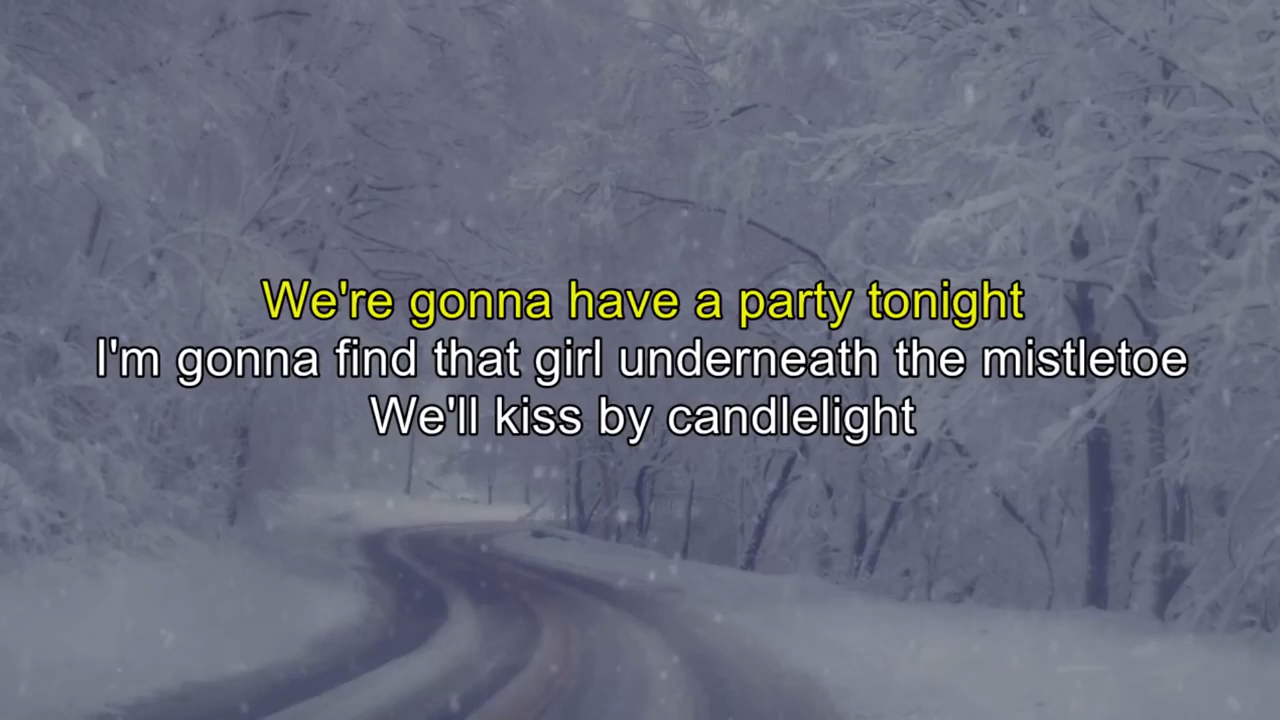 We're gonna have a party tonight
I'm gonna find that girl underneath the mistletoe
We'll kiss by candlelight